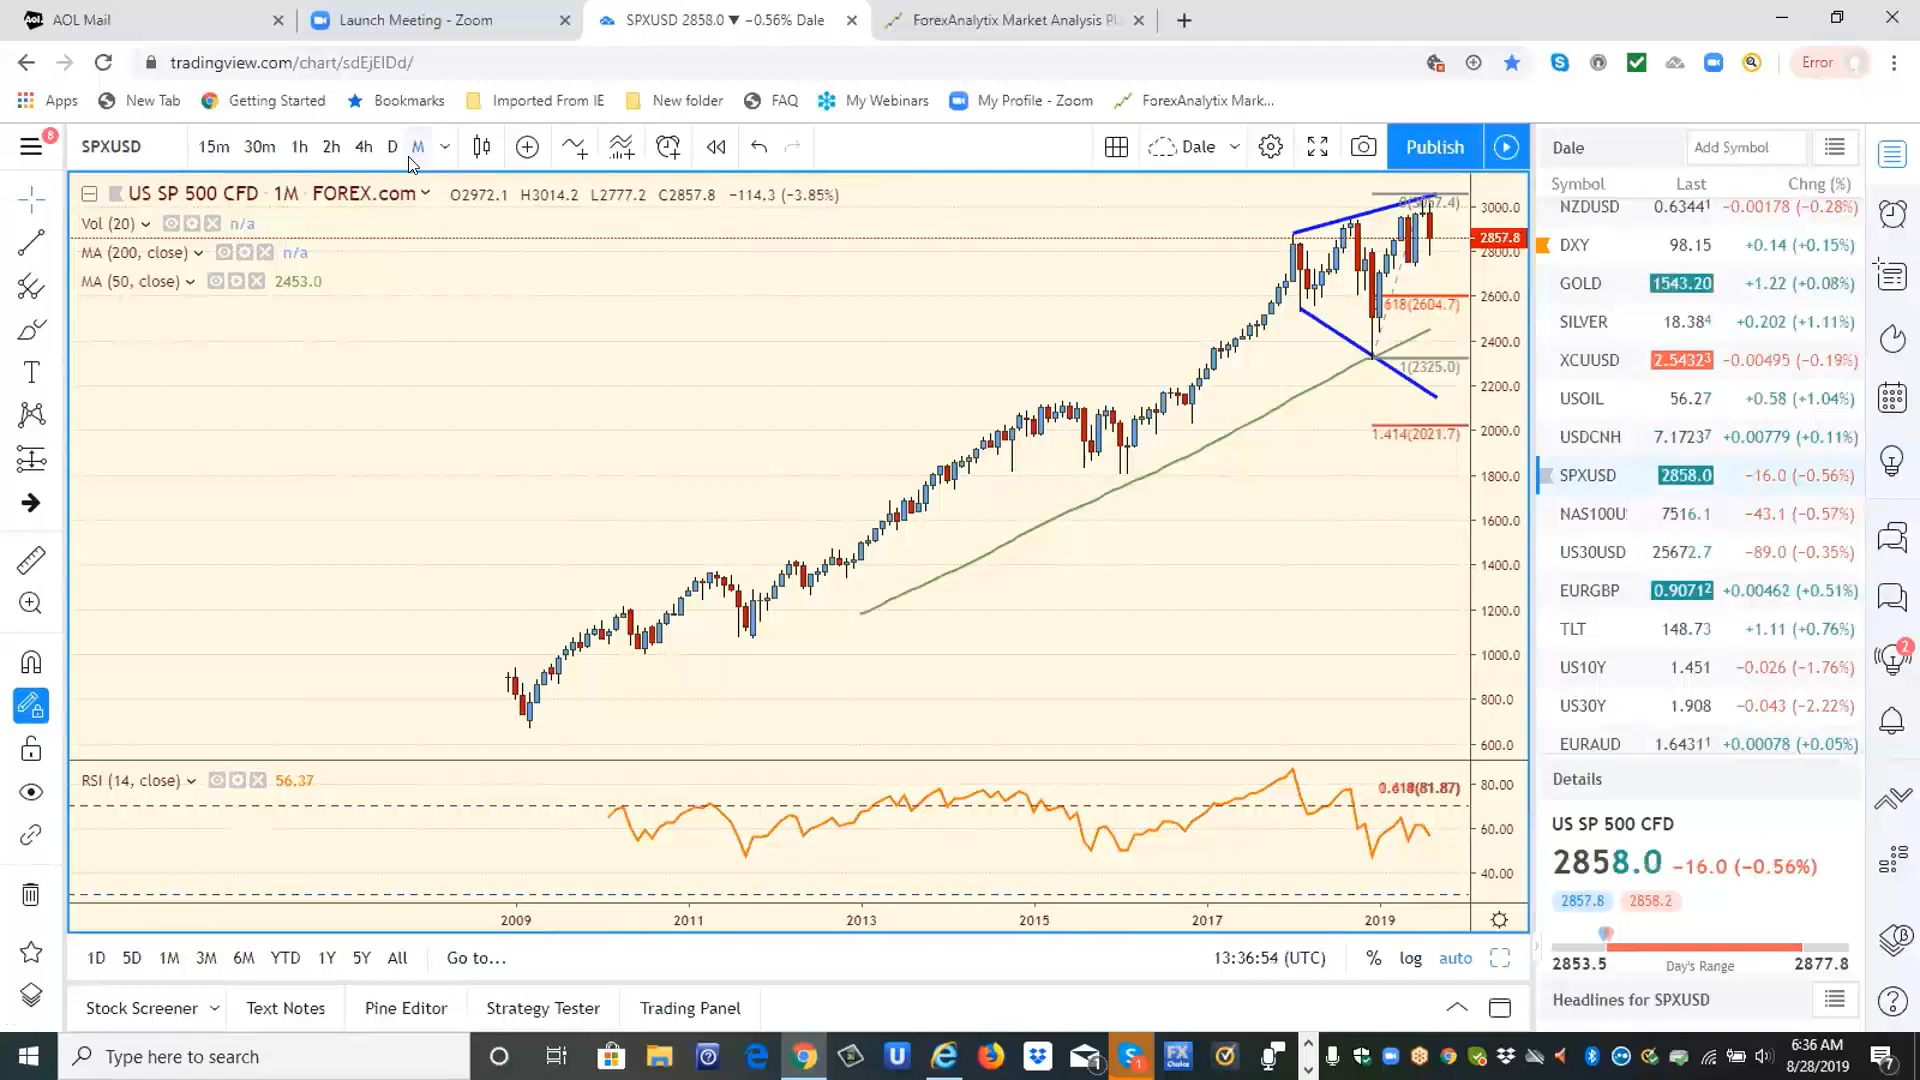 AOL Mail
Launch Meeting - Zoom
SPXUSD 2858.0 ▼ −0.56% Dale
ForexAnalytix Market Analysis Pl
tradingview.com/chart/sdEjElDd/
Error
Apps
New Tab
Getting Started
Bookmarks
Imported From IE
New folder
FAQ
My Webinars
My Profile - Zoom
ForexAnalytix Mark...
8
SPXUSD
15m 30m 1h 2h 4h D M
Dale
Publish
Dale
Add Symbol
US SP 500 CFD · 1M · FOREX.com
O2972.1 H3014.2 L2777.2 C2857.8 −114.3 (−3.85%)
Vol (20) n/a
MA (200, close) n/a
MA (50, close) 2453.0
618(2604.7)
1(2325.0)
1.414(2021.7)
3000.0
2857.8
2800.0
2600.0
2400.0
2200.0
2000.0
1800.0
1600.0
1400.0
1200.0
1000.0
800.0
600.0
RSI (14, close) 56.37
80.00
60.00
40.00
2009 2011 2013 2015 2017 2019
1D 5D 1M 3M 6M YTD 1Y 5Y All
Go to...
13:36:54 (UTC)
% log auto
Stock Screener
Text Notes
Pine Editor
Strategy Tester
Trading Panel
Symbol Last Chng (%)
NZDUSD 0.63441 −0.00178 (−0.28%)
DXY 98.15 +0.14 (+0.15%)
GOLD 1543.20 +1.22 (+0.08%)
SILVER 18.384 +0.202 (+1.11%)
XCUUSD 2.54323 −0.00495 (−0.19%)
USOIL 56.27 +0.58 (+1.04%)
USDCNH 7.17237 +0.00779 (+0.11%)
SPXUSD 2858.0 −16.0 (−0.56%)
NAS100U 7516.1 −43.1 (−0.57%)
US30USD 25672.7 −89.0 (−0.35%)
EURGBP 0.90712 +0.00462 (+0.51%)
TLT 148.73 +1.11 (+0.76%)
US10Y 1.451 −0.026 (−1.76%)
US30Y 1.908 −0.043 (−2.22%)
EURAUD 1.64311 +0.00078 (+0.05%)
2
Details
US SP 500 CFD
2858.0 −16.0 (−0.56%)
2857.8 2858.2
2853.5 Day's Range 2877.8
Headlines for SPXUSD
Type here to search
1
1
FX Choice
6:36 AM
8/28/2019
7